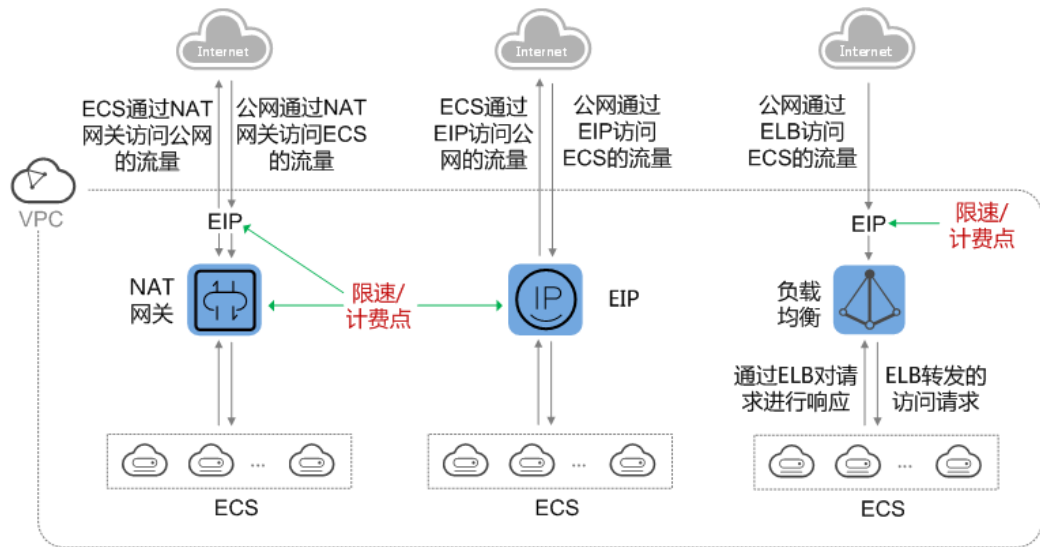 Internet
Internet
Internet
ECS通过NAT
网关访问公网
的流量
公网通过NAT
网关访问ECS
的流量
ECS通过
EIP访问公
网的流量
公网通过
EIP访问
ECS的流量
公网通过
ELB访问
ECS的流量
VPC
EIP
EIP
限速/
计费点
NAT
网关
限速/
计费点
IP
EIP
负载
均衡
通过ELB对请
求进行响应
ELB转发的
访问请求
...
...
...
ECS
ECS
ECS